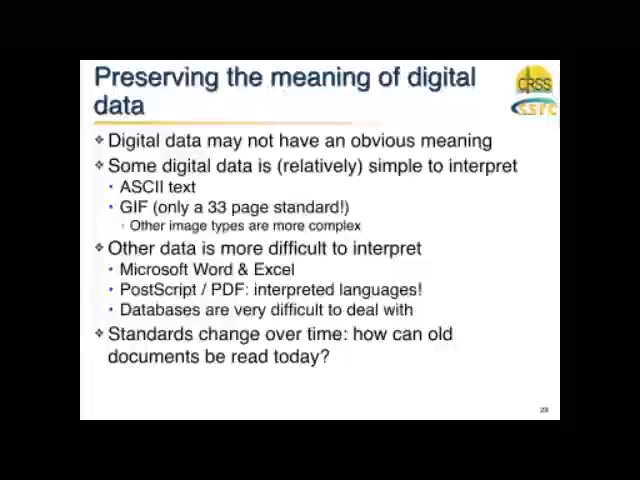 Preserving the meaning of digital
data
CRSS
SSRC
Digital data may not have an obvious meaning
Some digital data is (relatively) simple to interpret
ASCII text
GIF (only a 33 page standard!)
Other image types are more complex
Other data is more difficult to interpret
Microsoft Word & Excel
PostScript / PDF: interpreted languages!
Databases are very difficult to deal with
Standards change over time: how can old
documents be read today?